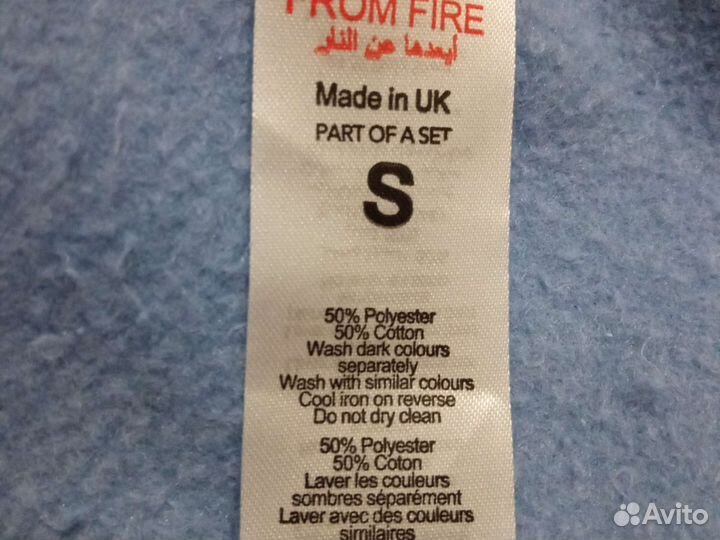 FROM FIRE
أبعدها عن النار
Made in UK
PART OF A SET
S
50% Polyester
50% Cotton
Wash dark colours
separately
Wash with similar colours
Cool iron on reverse
Do not dry clean
50% Polyester
50% Coton
Laver les couleurs
sombres séparément
Laver avec des couleurs
similaires
Avito